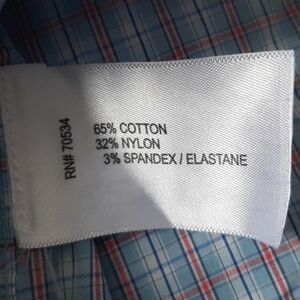 RN# 70534
65% COTTON
32% NYLON
3% SPANDEX / ELASTANE